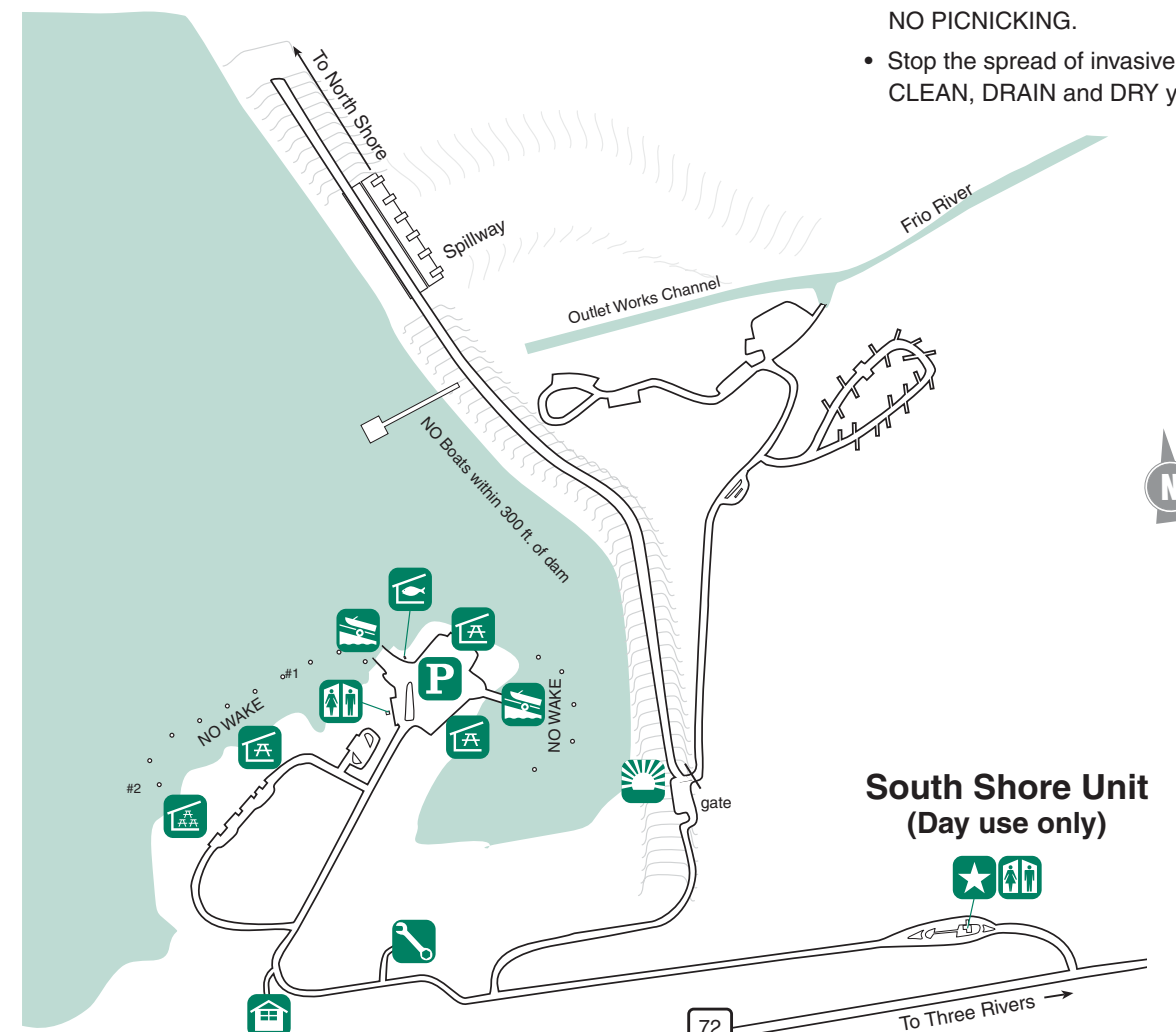 NO PICNICKING.
• Stop the spread of invasive
CLEAN, DRAIN and DRY y
To North Shore
Spillway
Frio River
Outlet Works Channel
NO Boats within 300 ft. of dam
N
#1
NO WAKE
P
NO WAKE
#2
gate
South Shore Unit
(Day use only)
72
To Three Rivers